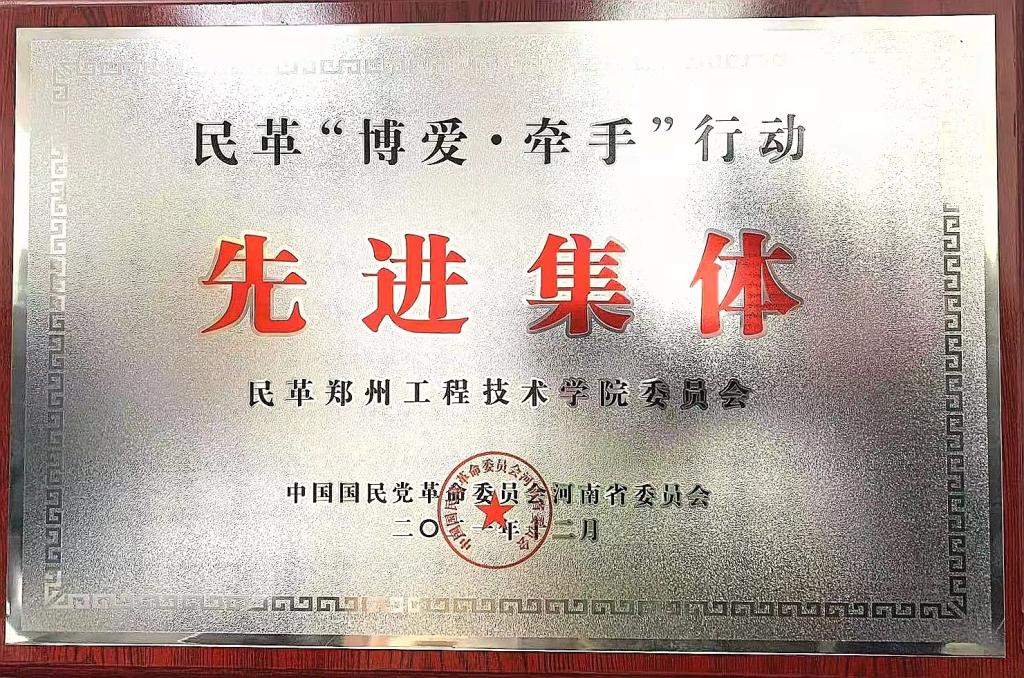 民革“博爱·牵手”行动
先进集体
民革郑州工程技术学院委员会
中国国民党革命委员会河南省委员会
二〇二一年十二月